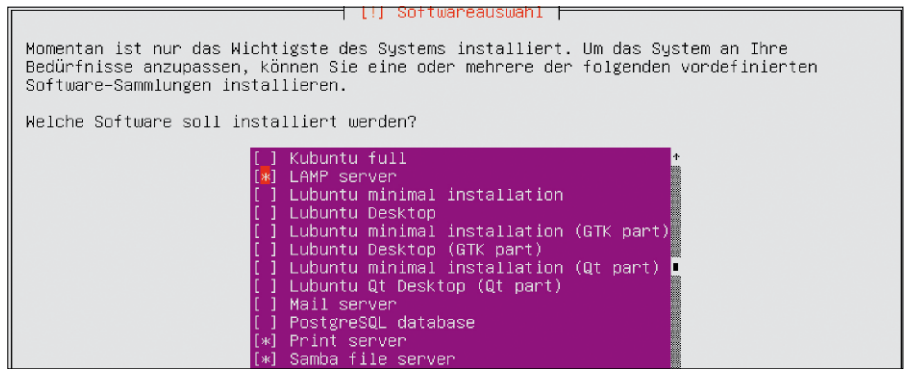 [!] Softwareauswahl
Momentan ist nur das Wichtigste des Systems installiert. Um das System an Ihre
Bedürfnisse anzupassen, können Sie eine oder mehrere der folgenden vordefinierten
Software-Sammlungen installieren.
Welche Software soll installiert werden?
[ ] Kubuntu full
[*] LAMP server
[ ] Lubuntu minimal installation
[ ] Lubuntu Desktop
[ ] Lubuntu minimal installation (GTK part)
[ ] Lubuntu Desktop (GTK part)
[ ] Lubuntu minimal installation (Qt part)
[ ] Lubuntu Qt Desktop (Qt part)
[ ] Mail server
[ ] PostgreSQL database
[*] Print server
[*] Samba file server